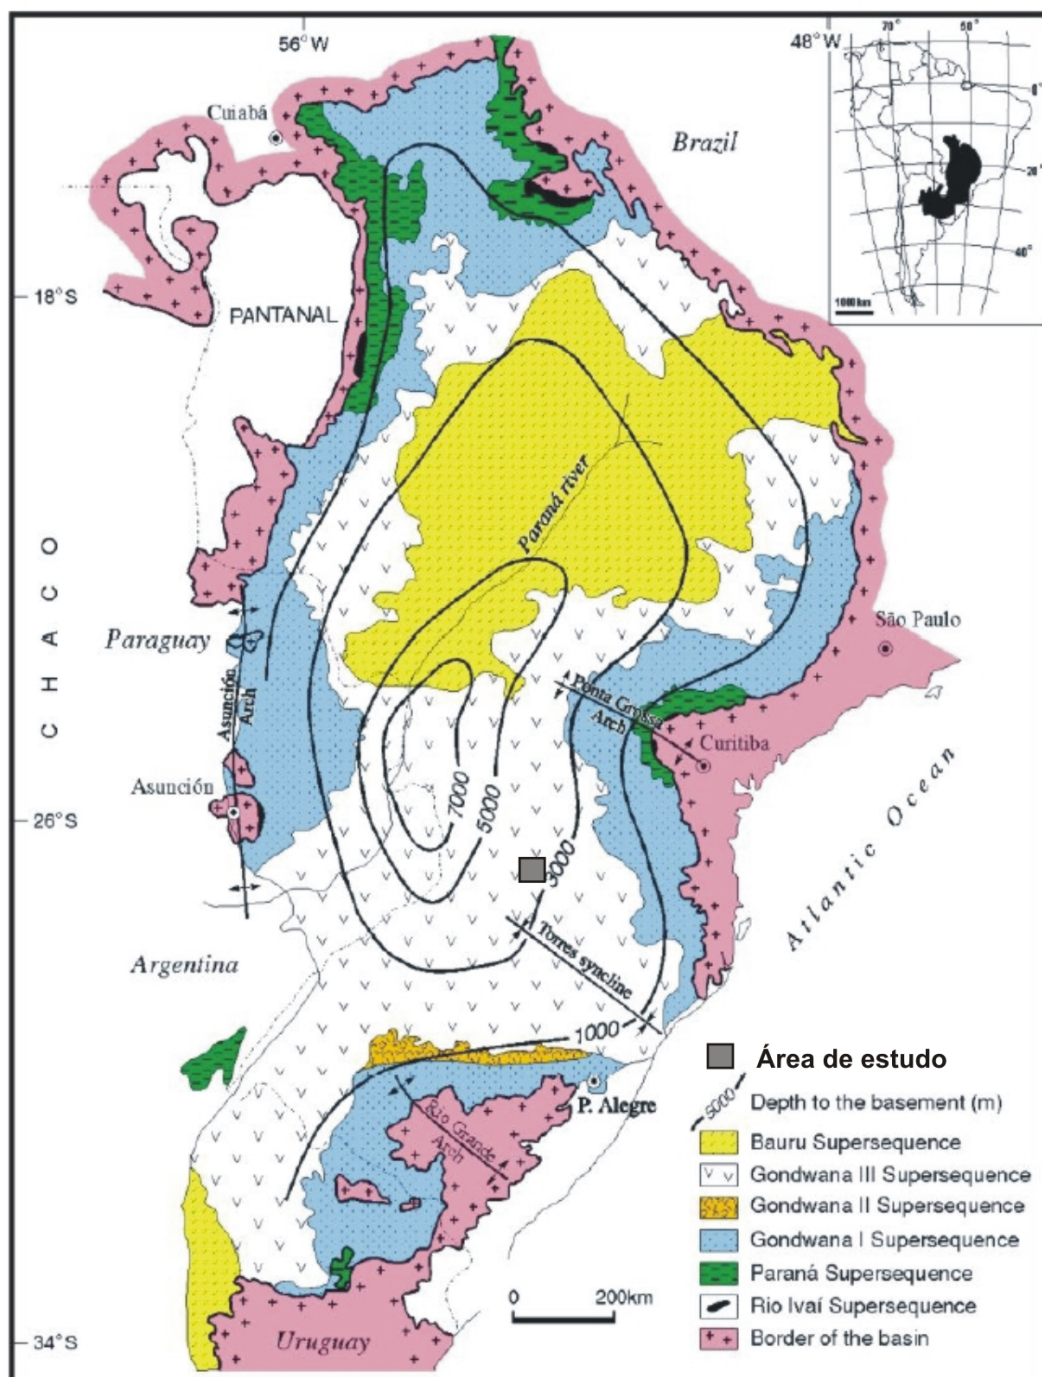 56°W
48°W
70°
50°
0°
20°
40°
1000km
Cuiabá
Brazil
18°S
PANTANAL
Paraná river
CHACO
Paraguay
São Paulo
Asunción
Arch
Ponta Grossa
Arch
Curitiba
Asunción
26°S
7000
5000
3000
Atlantic Ocean
Torres syncline
Argentina
1000
P. Alegre
Rio Grande
Arch
Área de estudo
5000
Depth to the basement (m)
Bauru Supersequence
Gondwana III Supersequence
Gondwana II Supersequence
Gondwana I Supersequence
Paraná Supersequence
Rio Ivaí Supersequence
Border of the basin
0
200km
34°S
Uruguay